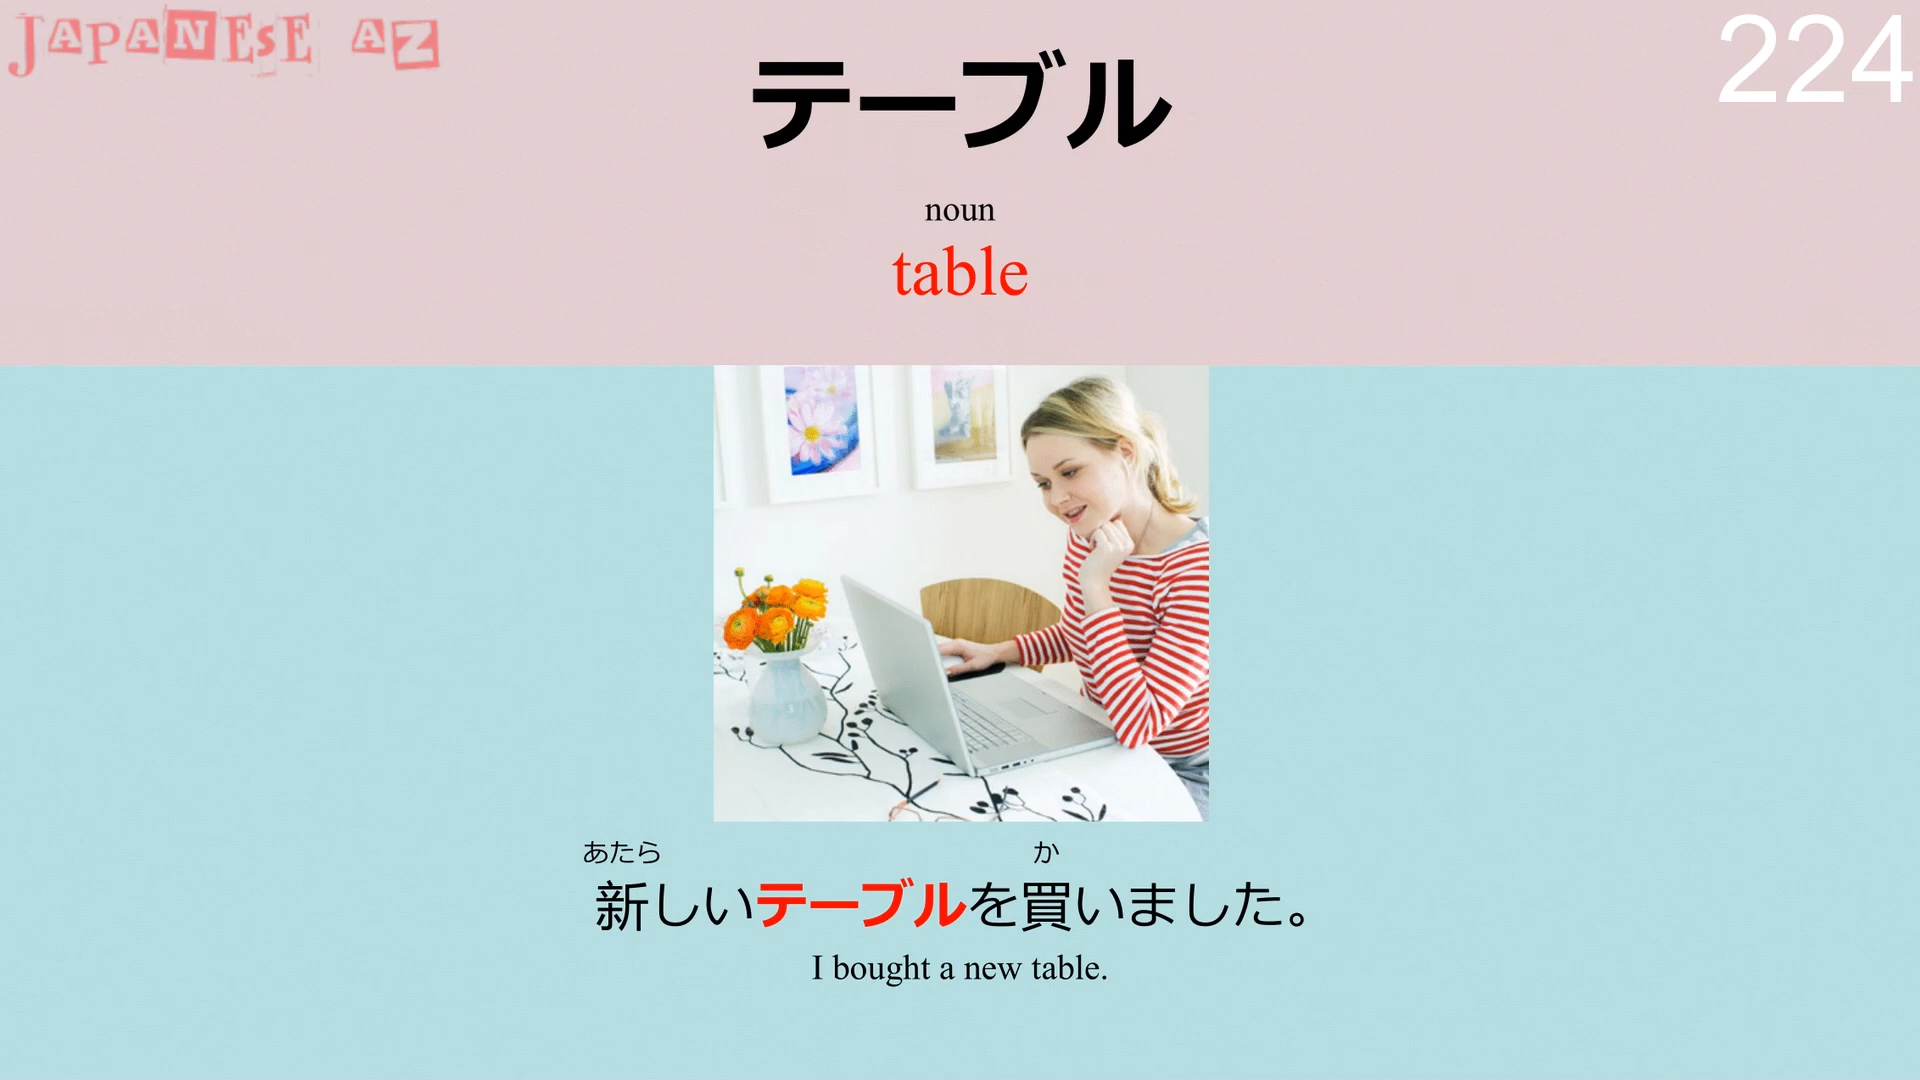 JAPANESE AZ
224
テーブル
noun
table
あたら か
新しいテーブルを買いました。
I bought a new table.